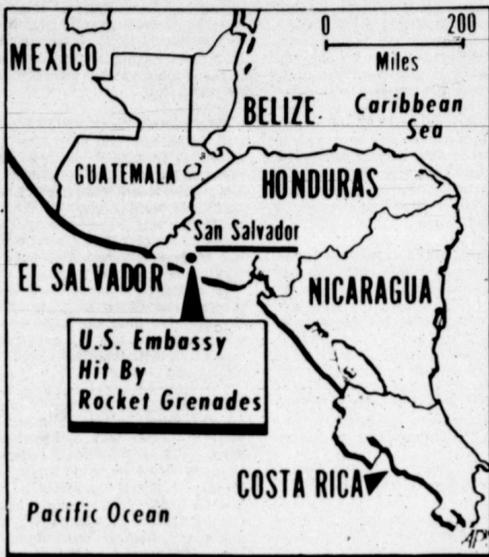 MEXICO
0 200
Miles
BELIZE
Caribbean
Sea
GUATEMALA
HONDURAS
San Salvador
EL SALVADOR
NICARAGUA
U.S. Embassy
Hit By
Rocket Grenades
COSTA RICA
Pacific Ocean
AP